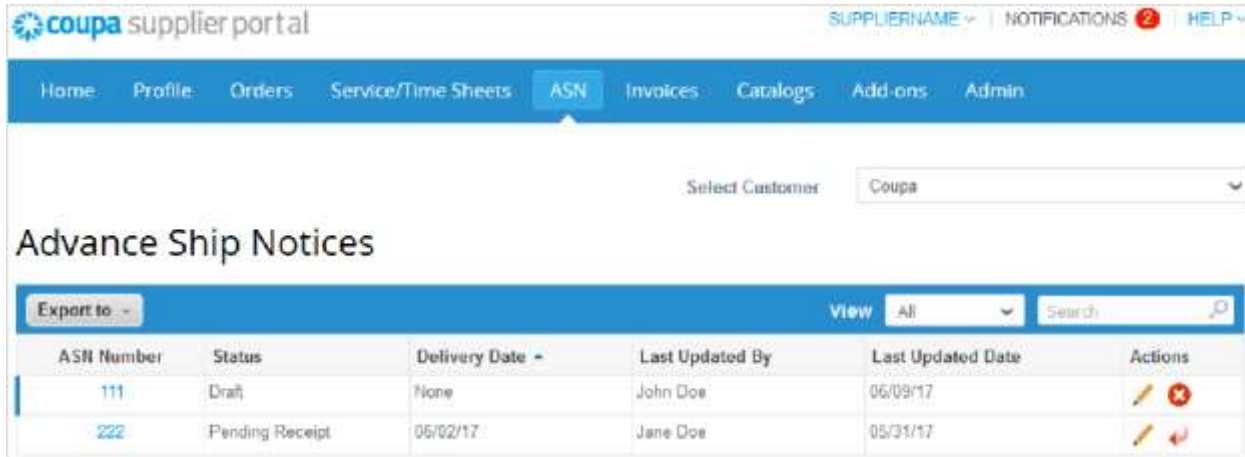 coupa supplier portal SUPPLIERNAME NOTIFICATIONS 2 HELP
Home Profile Orders Service/Time Sheets ASN Invoices Catalogs Add-ons Admin
Select Customer Coupa
Advance Ship Notices
Export to View All Search
ASN Number Status Delivery Date Last Updated By Last Updated Date Actions
111 Draft None John Doe 06/09/17
222 Pending Receipt 06/02/17 Jane Doe 05/31/17